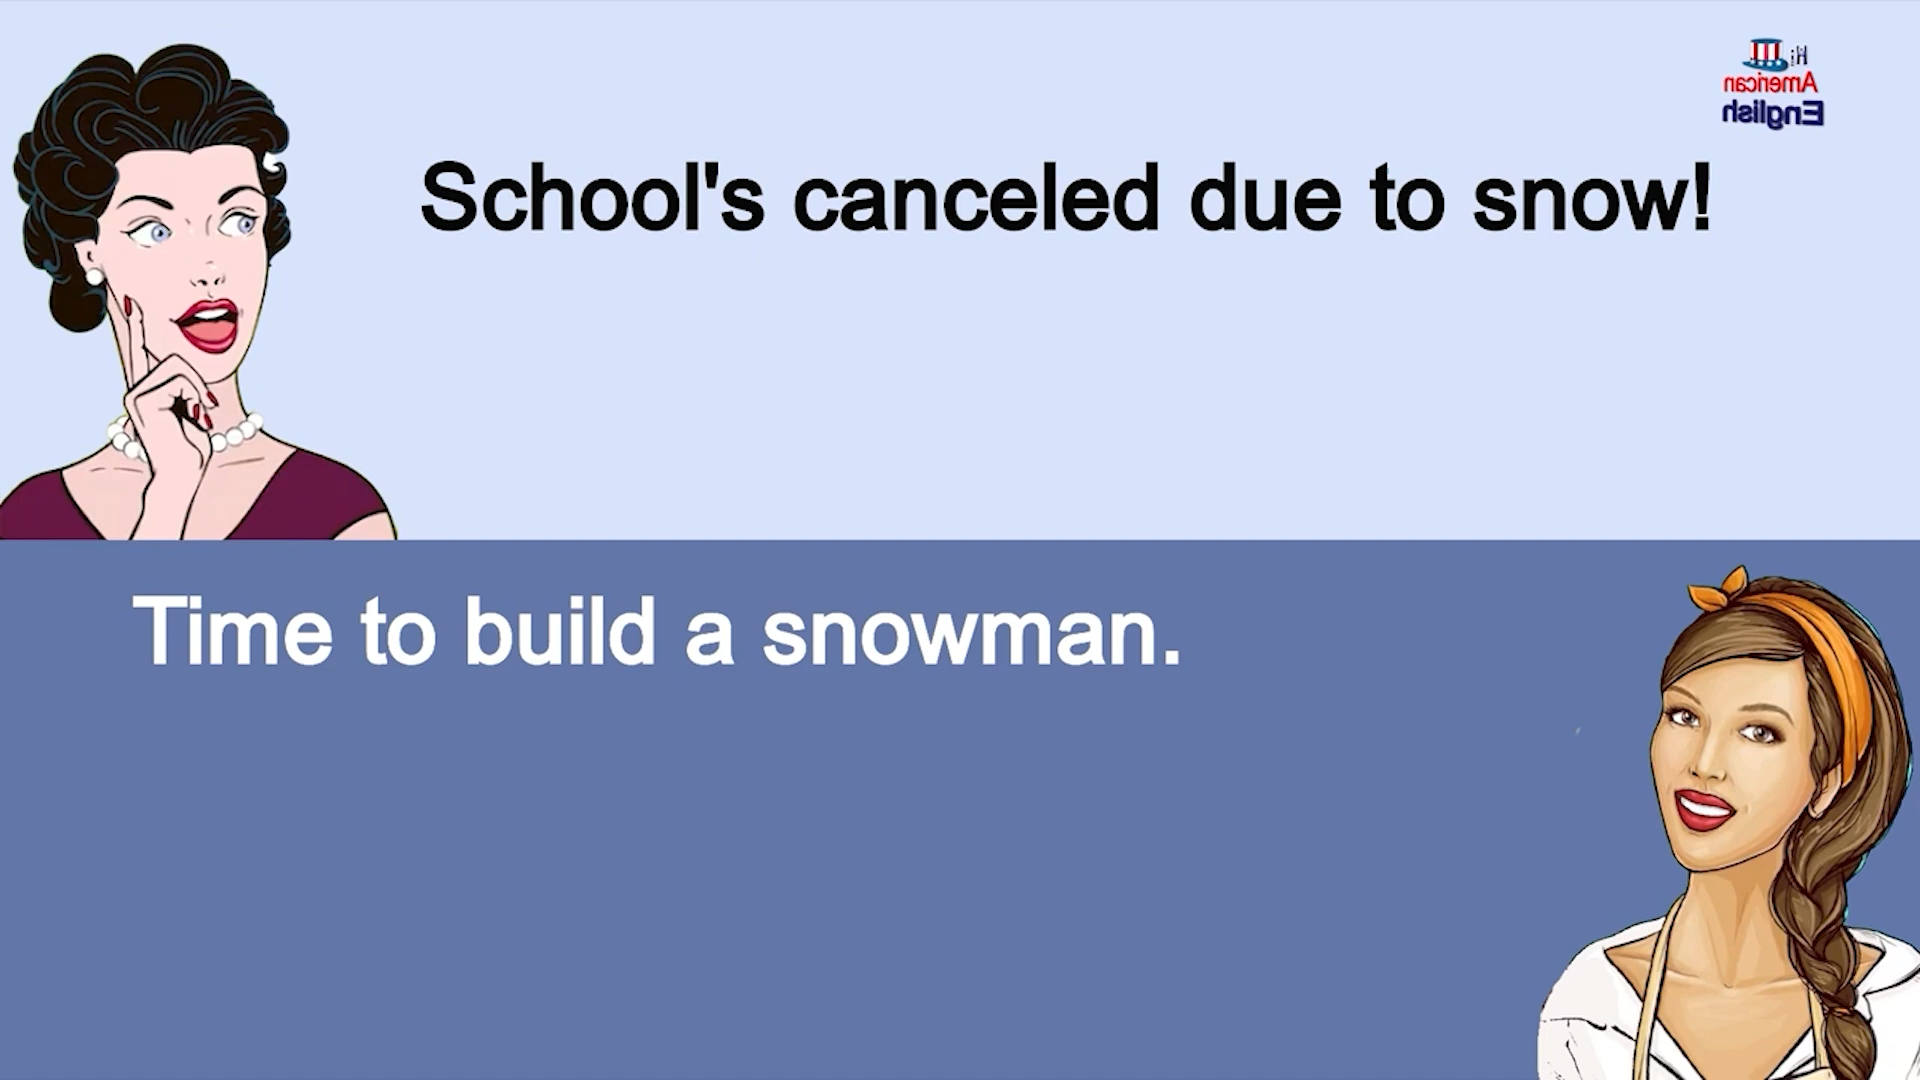 Hi
American
English
School's canceled due to snow!
Time to build a snowman.